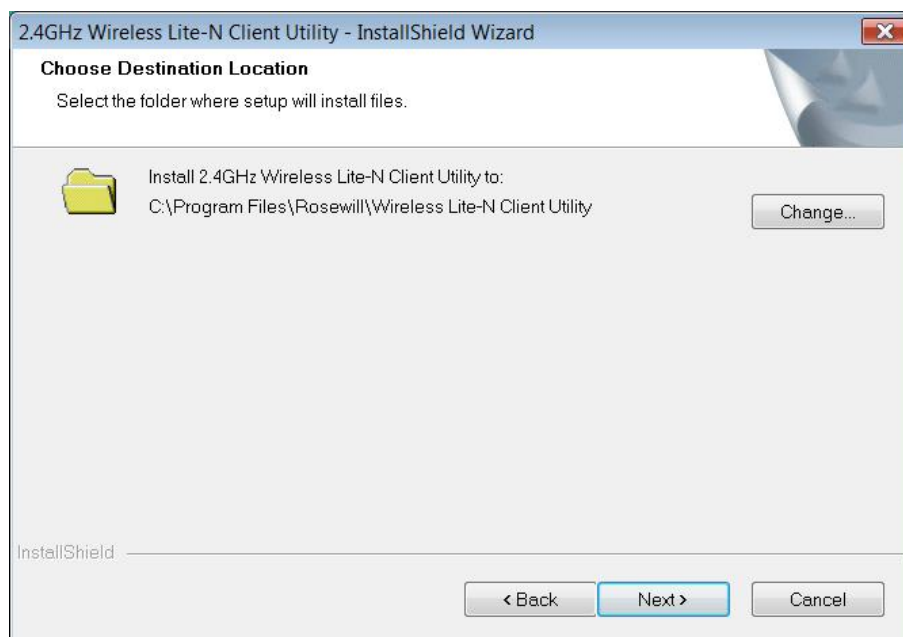 2.4GHz Wireless Lite-N Client Utility - InstallShield Wizard
Choose Destination Location
Select the folder where setup will install files.
Install 2.4GHz Wireless Lite-N Client Utility to:
C:\Program Files\Rosewill\Wireless Lite-N Client Utility
Change...
InstallShield
< Back
Next >
Cancel